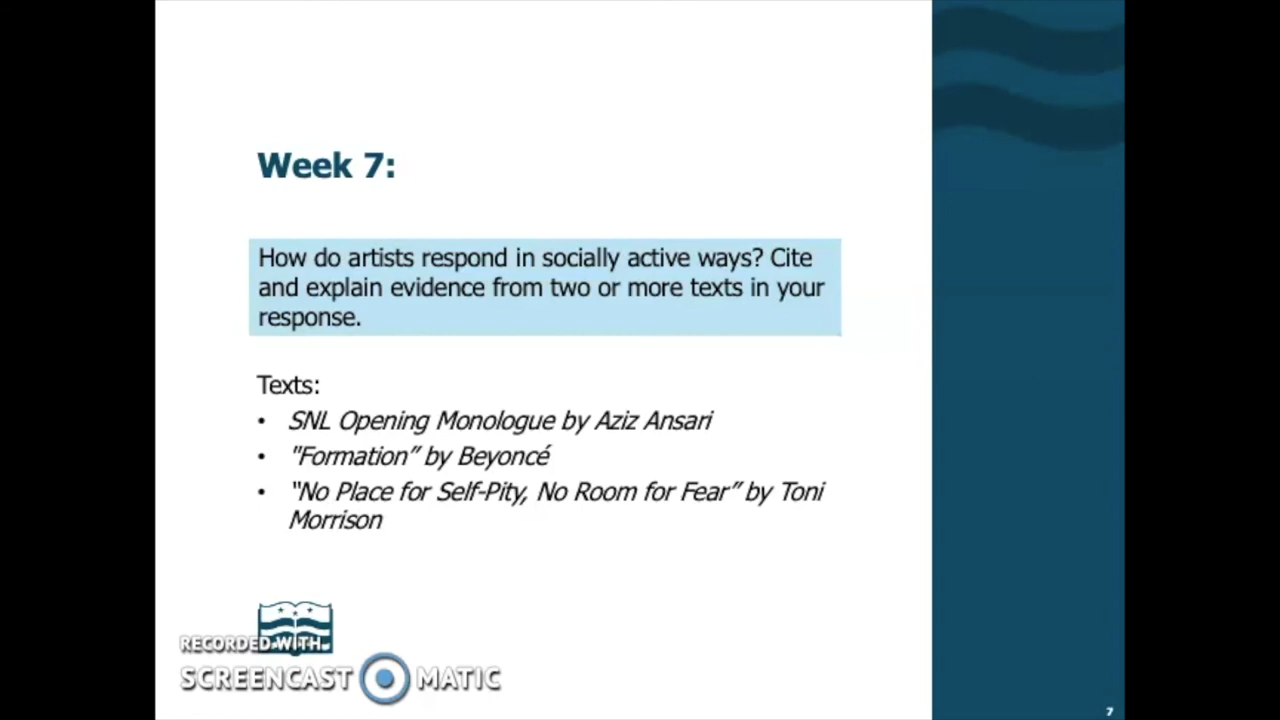 Week 7:
How do artists respond in socially active ways? Cite
and explain evidence from two or more texts in your
response.
Texts:
• SNL Opening Monologue by Aziz Ansari
• "Formation” by Beyoncé
• “No Place for Self-Pity, No Room for Fear” by Toni
Morrison
RECORDED WITH
SCREENCAST MATIC
7